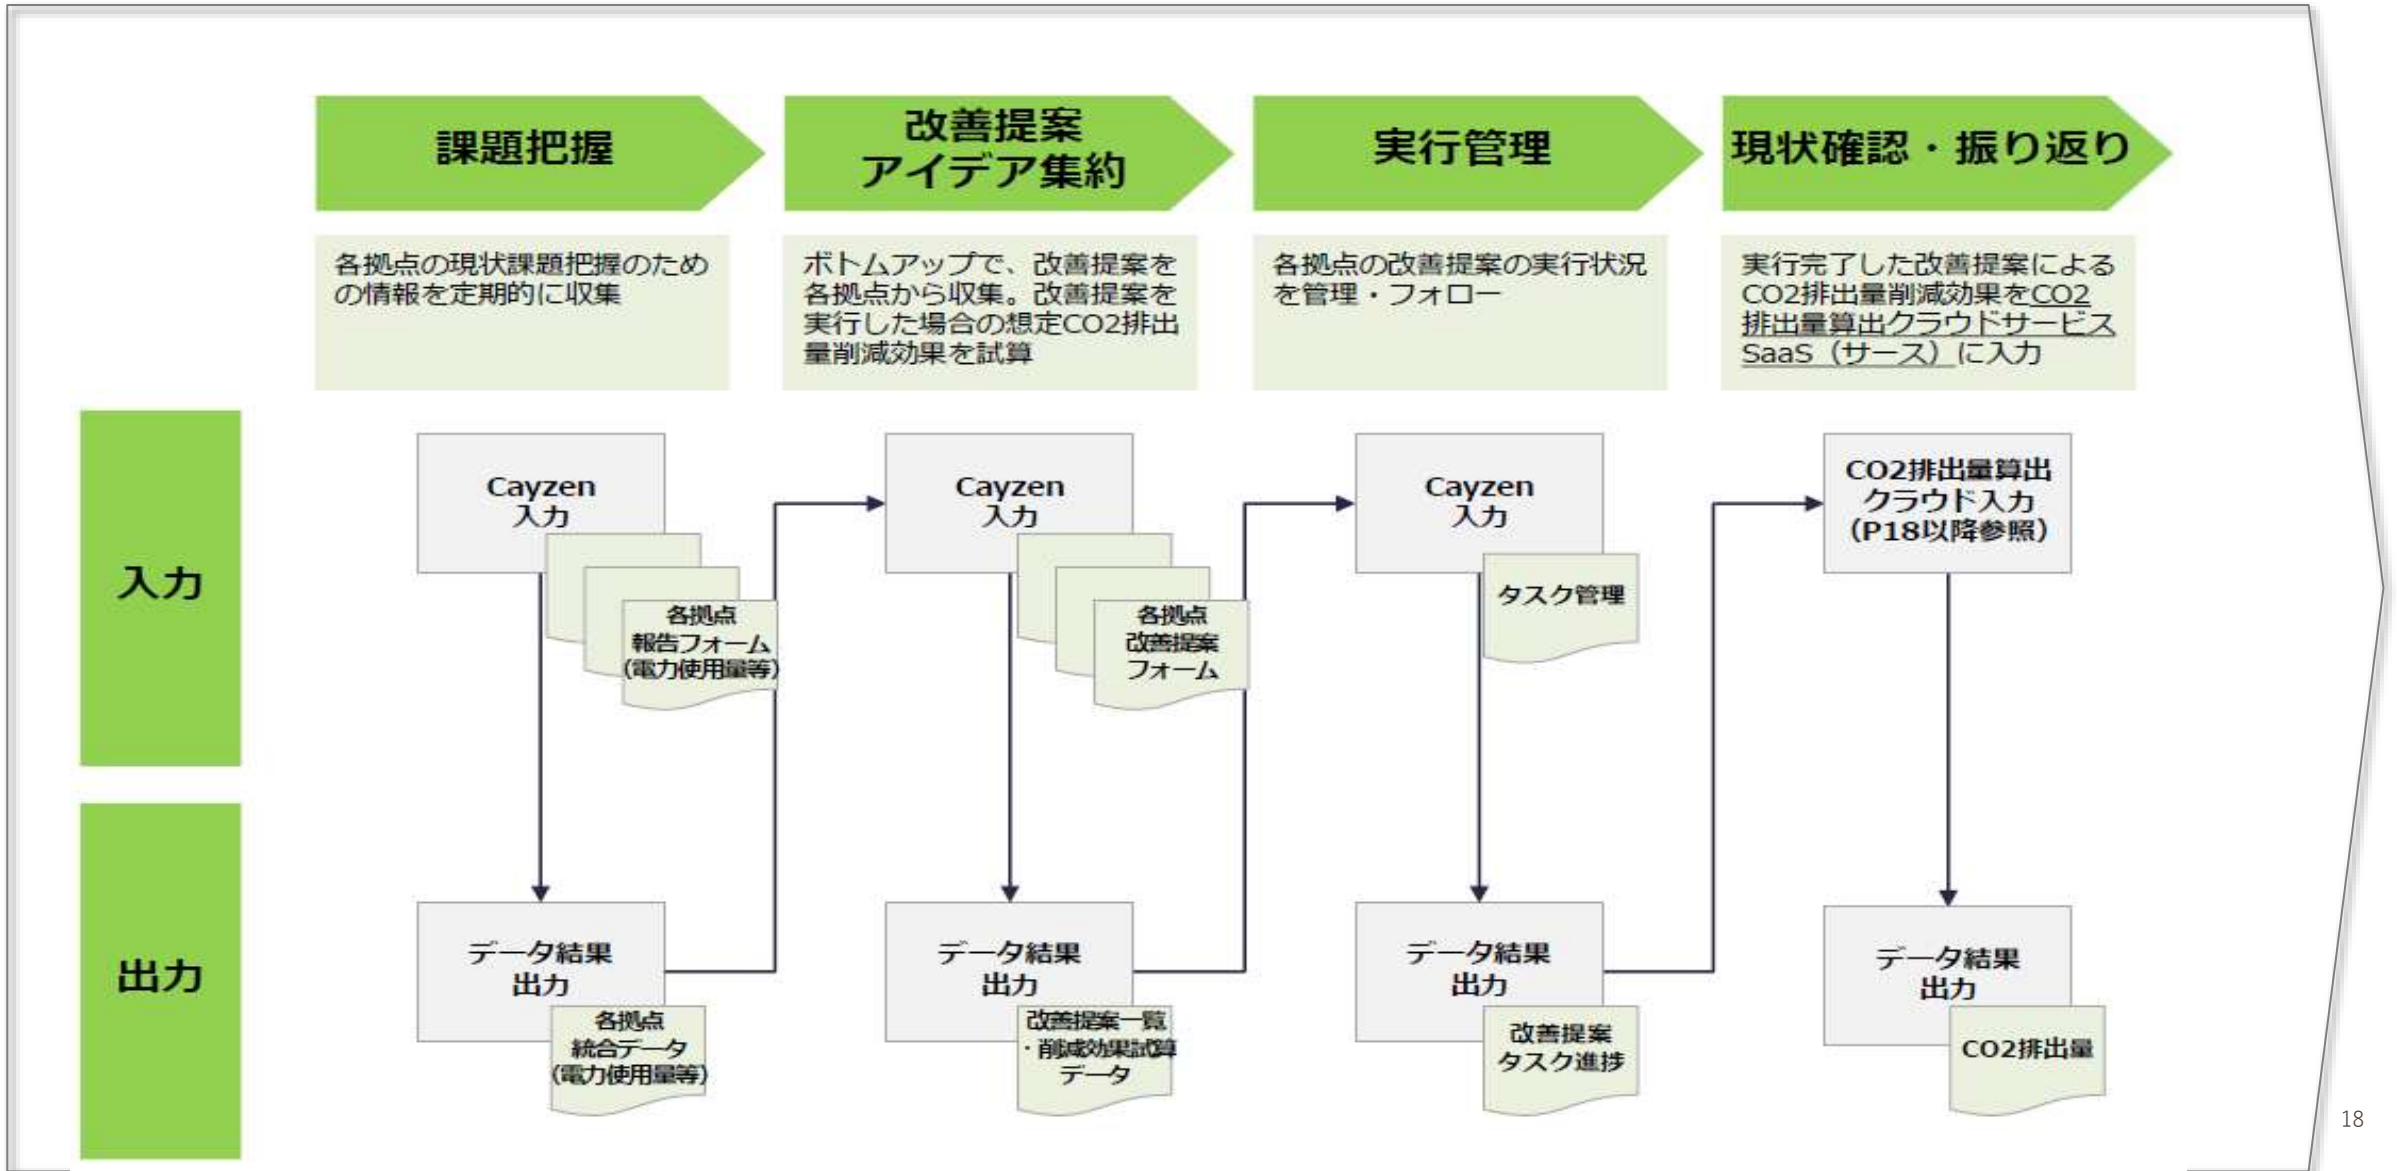 課題把握
改善提案
アイデア集約
実行管理
現状確認・振り返り
各拠点の現状課題把握のため
の情報を定期的に収集
ボトムアップで、改善提案を
各拠点から収集。改善提案を
実行した場合の想定CO2排出
量削減効果を試算
各拠点の改善提案の実行状況
を管理・フォロー
実行完了した改善提案による
CO2排出量削減効果をCO2
排出量算出クラウドサービス
SaaS（サース）に入力
入力
Cayzen
入力
各拠点
報告フォーム
（電力使用量等）
Cayzen
入力
各拠点
改善提案
フォーム
Cayzen
入力
タスク管理
CO2排出量算出
クラウド入力
（P18以降参照）
出力
データ結果
出力
各拠点
統合データ
（電力使用量等）
データ結果
出力
改善提案一覧
・削減効果試算
データ
データ結果
出力
改善提案
タスク進捗
データ結果
出力
CO2排出量
18